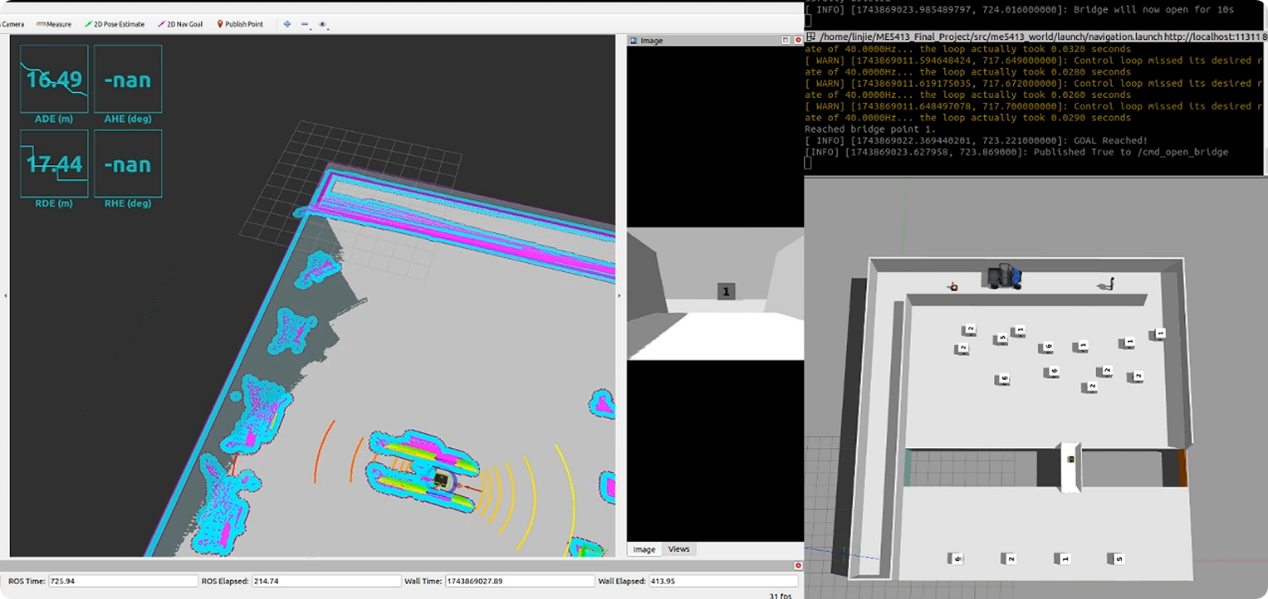 Camera
Measure
2D Pose Estimate
2D Nav Goal
Publish Point
16.49
-nan
ADE (m)
AHE (deg)
17.44
-nan
RDE (m)
RHE (deg)
Image
1
Image
Views
ROS Time: 725.94
ROS Elapsed: 214.74
Wall Time: 1743869027.89
Wall Elapsed: 413.95
31 fps
[ INFO] [1743869023.985489797, 724.016000000]: Bridge will now open for 10s
/home/linjie/ME5413_Final_Project/src/me5413_world/launch/navigation.launch http://localhost:11311
ate of 40.0000Hz... the loop actually took 0.0320 seconds
[ WARN] [1743869011.594648424, 717.649000000]: Control loop missed its desired r
ate of 40.0000Hz... the loop actually took 0.0280 seconds
[ WARN] [1743869011.619175035, 717.672000000]: Control loop missed its desired r
ate of 40.0000Hz... the loop actually took 0.0260 seconds
[ WARN] [1743869011.648497078, 717.700000000]: Control loop missed its desired r
ate of 40.0000Hz... the loop actually took 0.0290 seconds
Reached bridge point 1.
[ INFO] [1743869022.369440201, 723.221000000]: GOAL Reached!
[INFO] [1743869023.627958, 723.869000]: Published True to /cmd_open_bridge